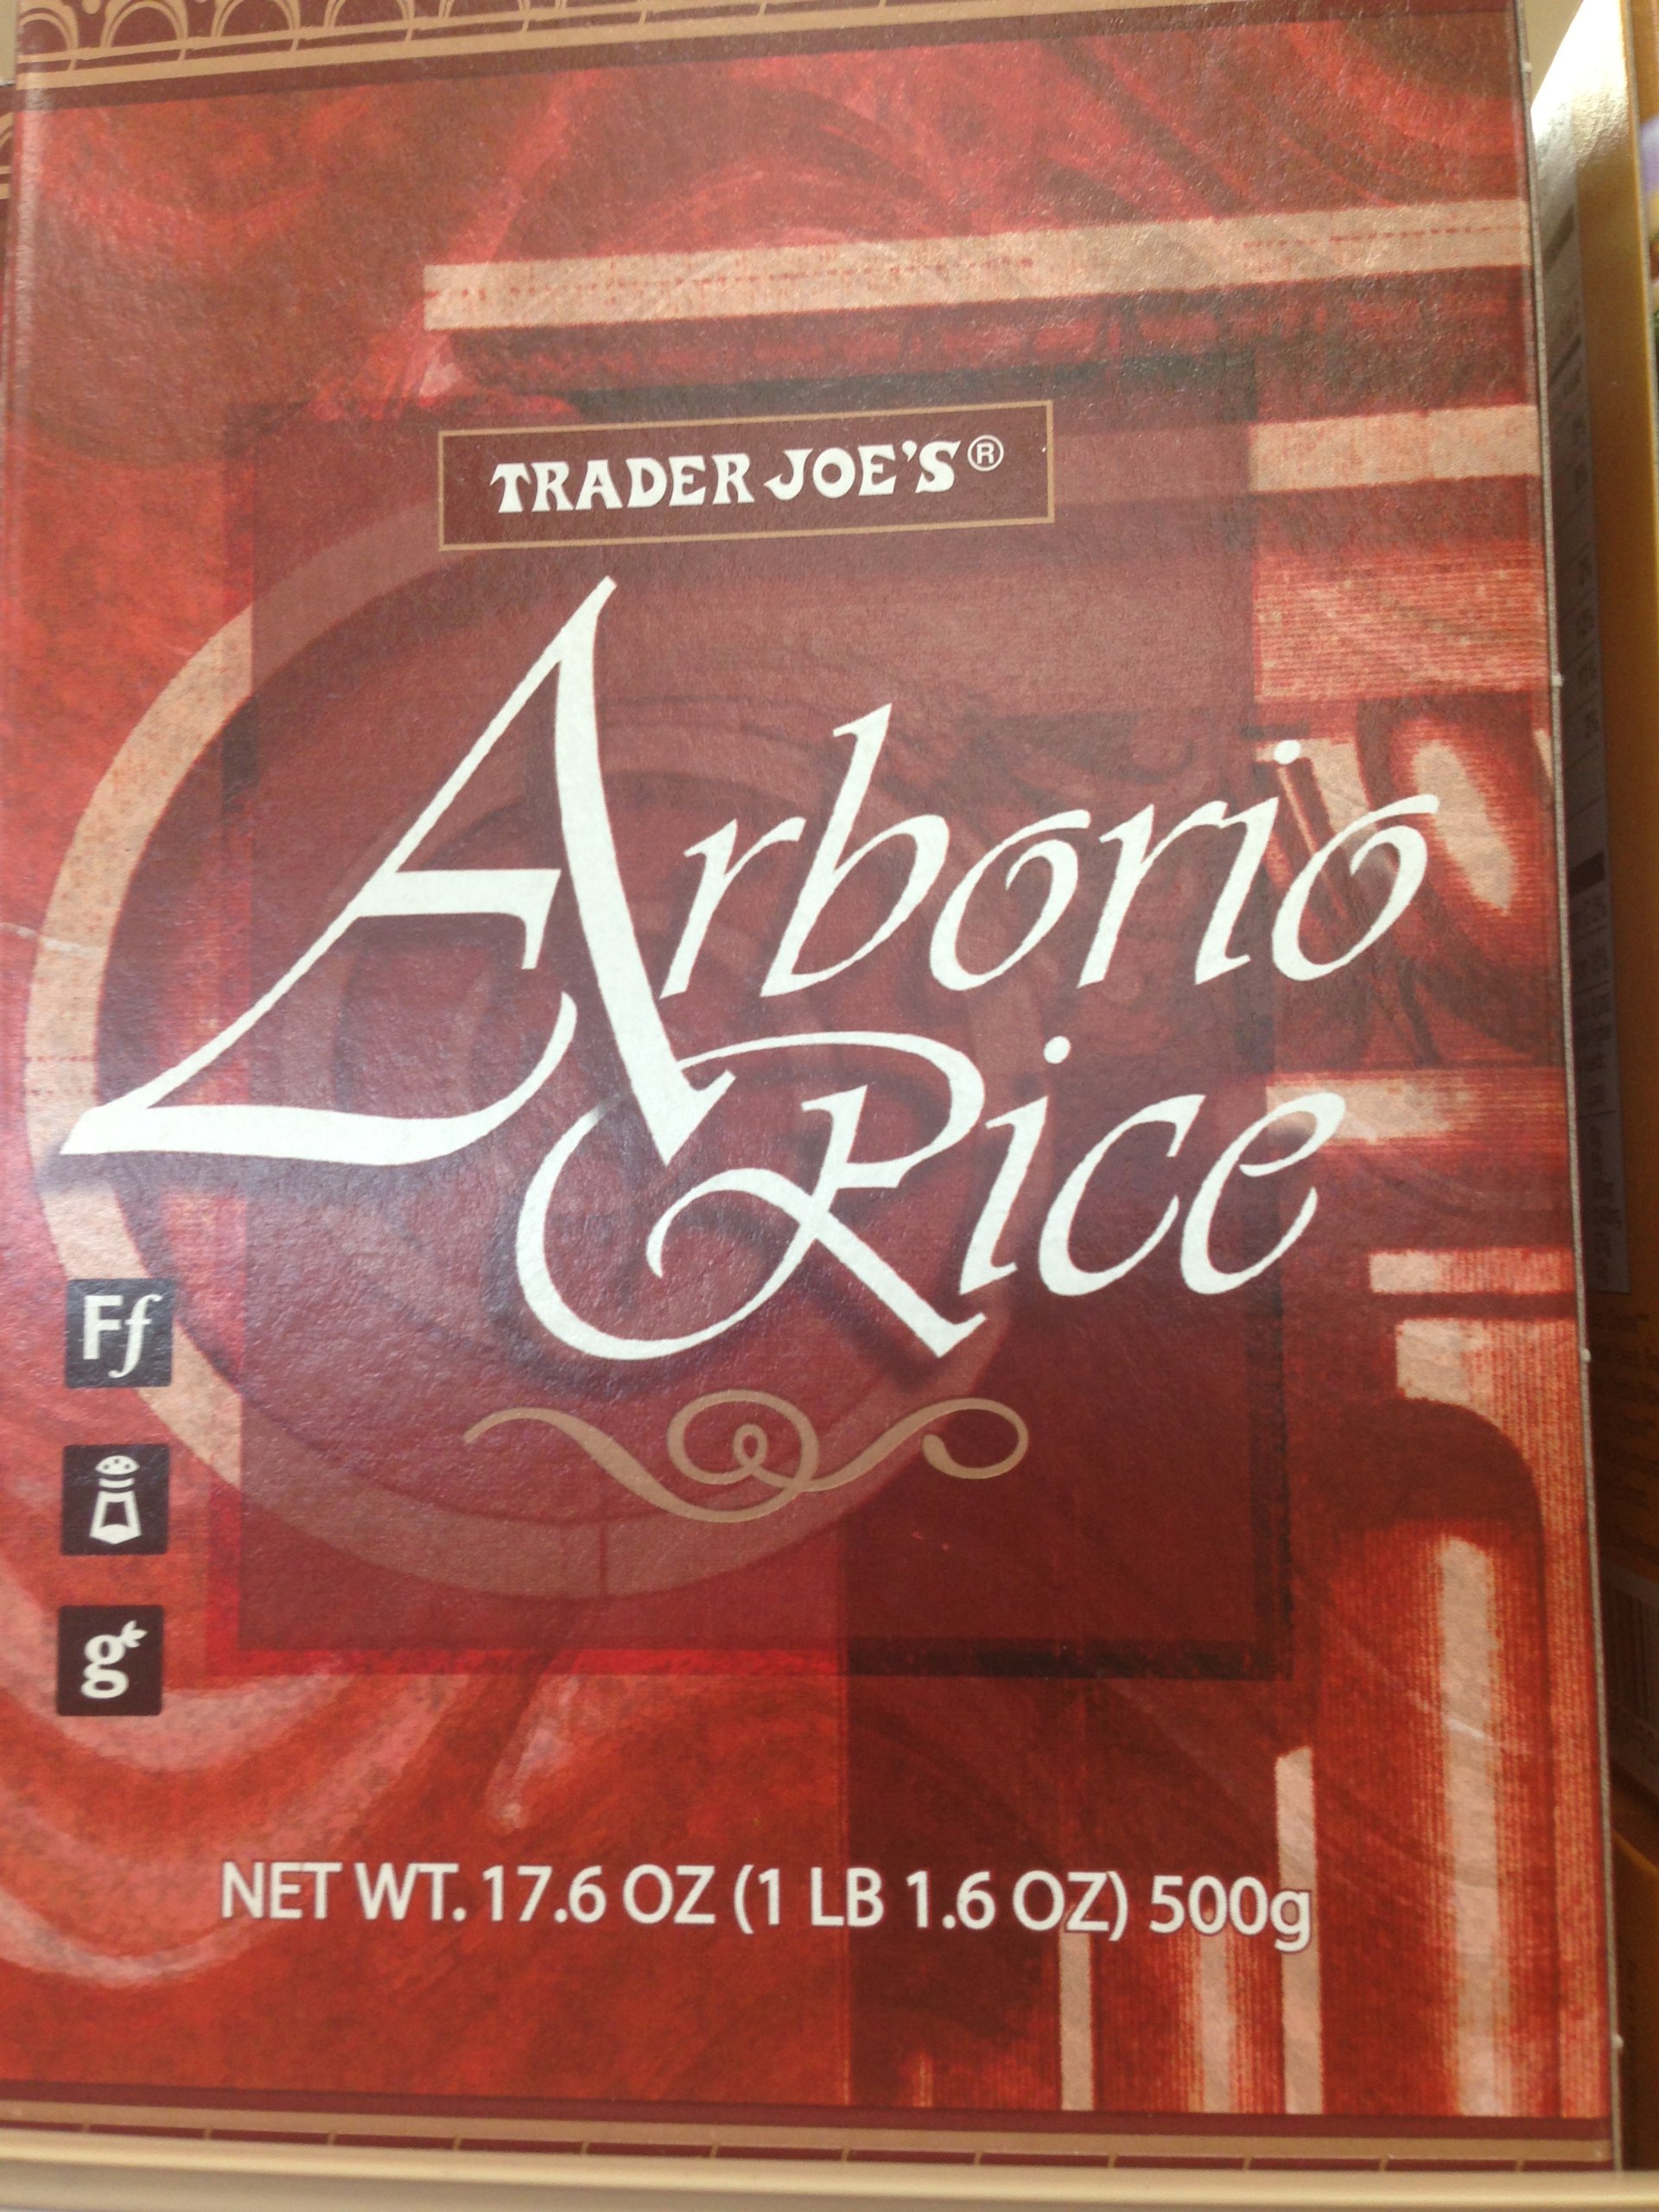 TRADER JOE'S®
Arborio
Rice
Ff
g
NET WT. 17.6 OZ (1 LB 1.6 OZ) 500g